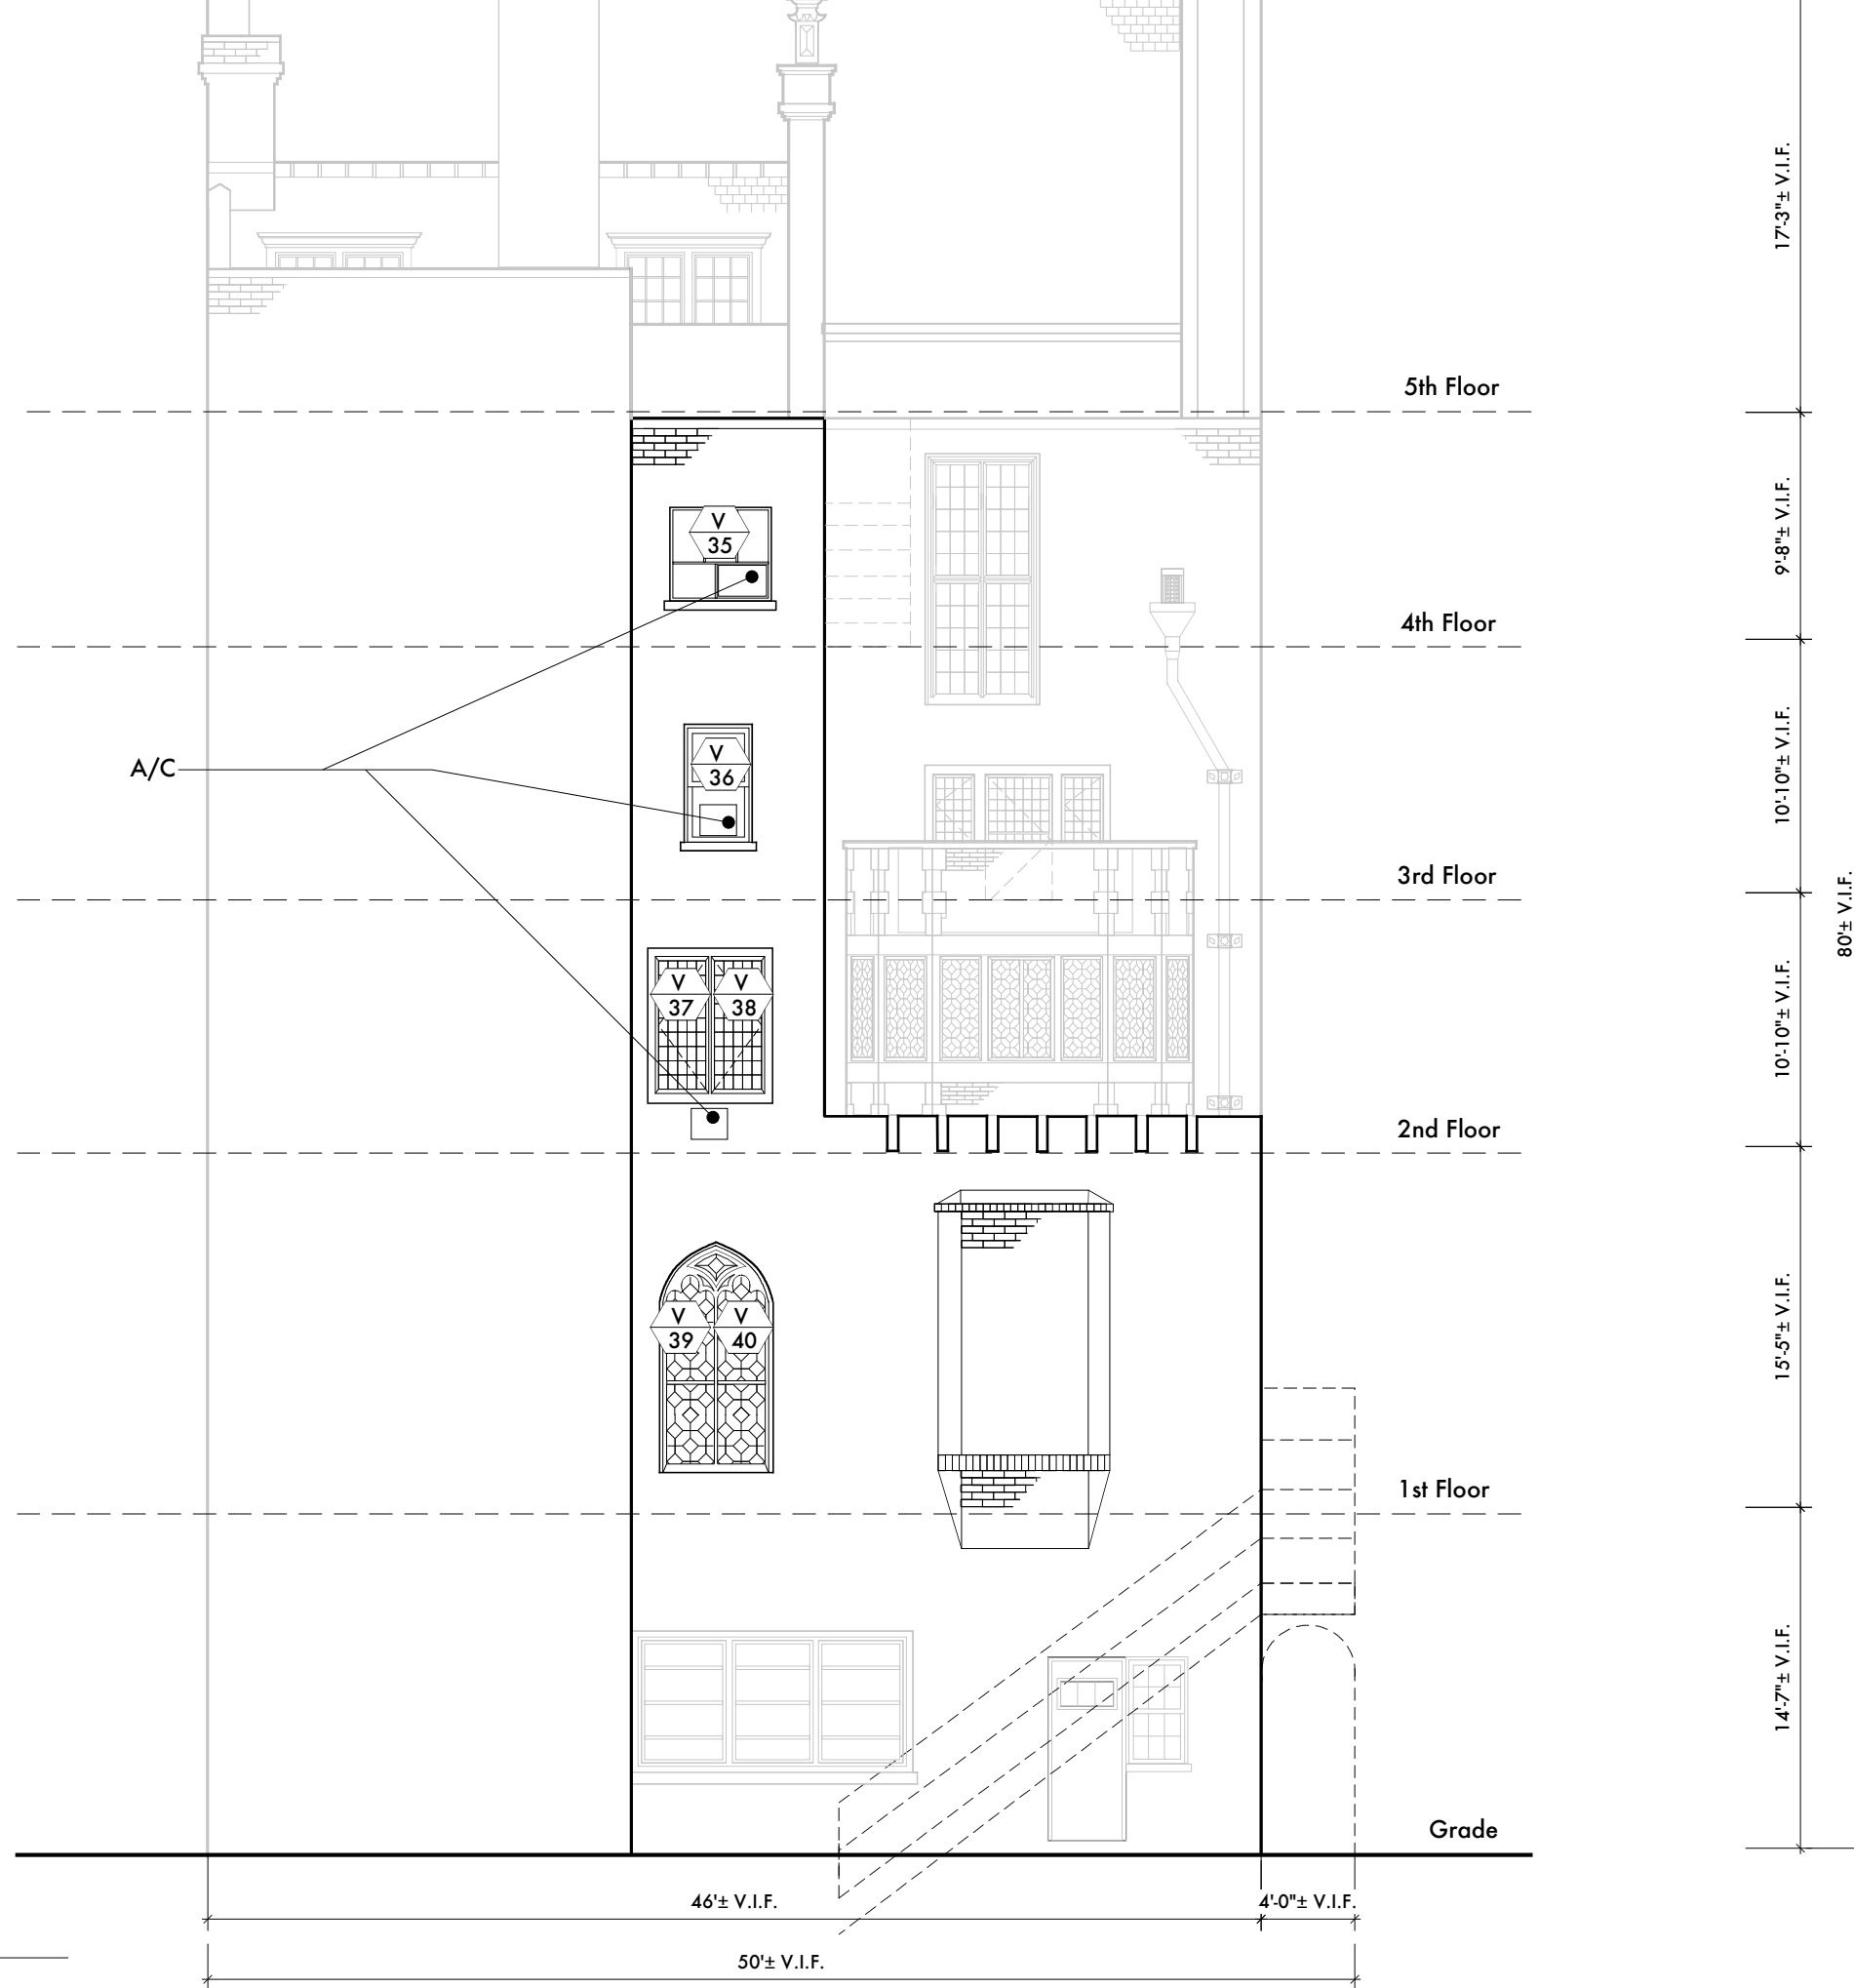 17'-3"± V.I.F.
5th Floor
V
35
9'-8"± V.I.F.
4th Floor
A/C
V
36
10'-10"± V.I.F.
3rd Floor
80'± V.I.F.
V
37
V
38
10'-10"± V.I.F.
2nd Floor
V
39
V
40
15'-5"± V.I.F.
1st Floor
14'-7"± V.I.F.
Grade
46'± V.I.F.
4'-0"± V.I.F.
50'± V.I.F.